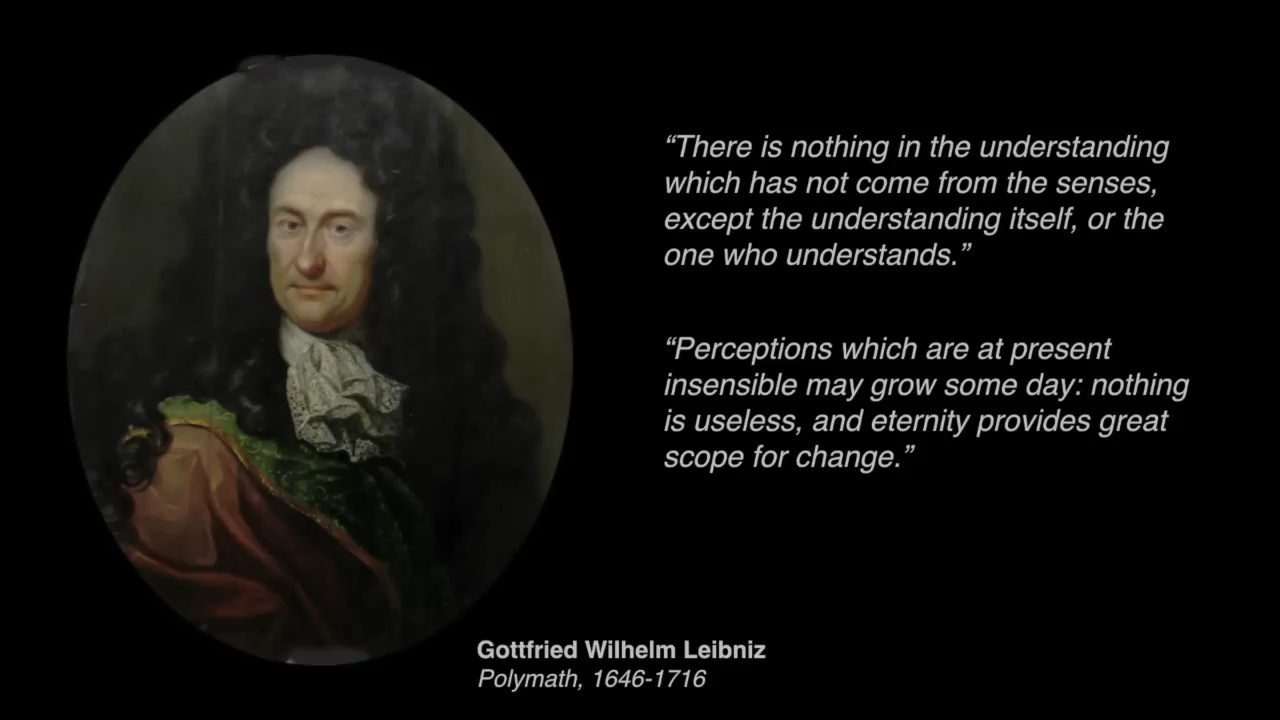 “There is nothing in the understanding
which has not come from the senses,
except the understanding itself, or the
one who understands.”
“Perceptions which are at present
insensible may grow some day: nothing
is useless, and eternity provides great
scope for change.”
Gottfried Wilhelm Leibniz
Polymath, 1646-1716